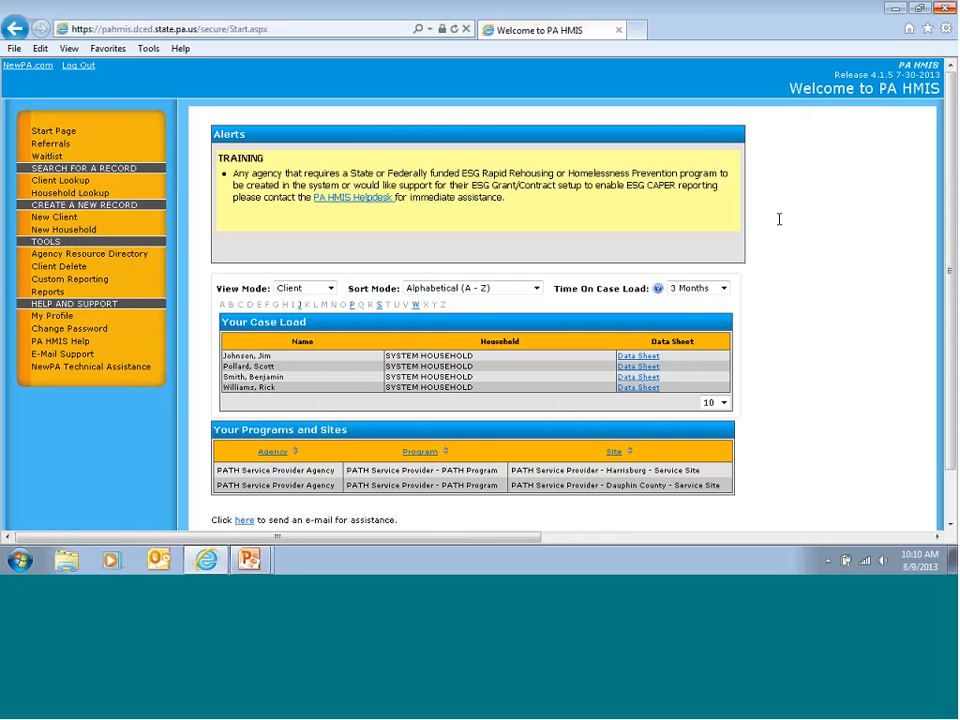 https://pahmis.dced.state.pa.us/secure/Start.aspx
Welcome to PA HMIS
File Edit View Favorites Tools Help
NewPA.com Log Out
PA HMIS
Release 4.1.5 7-30-2013
Welcome to PA HMIS
Start Page
Referrals
Waitlist
SEARCH FOR A RECORD
Client Lookup
Household Lookup
CREATE A NEW RECORD
New Client
New Household
TOOLS
Agency Resource Directory
Client Delete
Custom Reporting
Reports
HELP AND SUPPORT
My Profile
Change Password
PA HMIS Help
E-Mail Support
NewPA Technical Assistance
Alerts
TRAINING
• Any agency that requires a State or Federally funded ESG Rapid Rehousing or Homelessness Prevention program to
be created in the system or would like support for their ESG Grant/Contract setup to enable ESG CAPER reporting
please contact the PA HMIS Helpdesk for immediate assistance.
View Mode: Client Sort Mode: Alphabetical (A - Z) Time On Case Load: 3 Months
A B C D E F G H I J K L M N O P Q R S T U V W X Y Z
Your Case Load
Name Household Data Sheet
Johnson, Jim SYSTEM HOUSEHOLD Data Sheet
Pollard, Scott SYSTEM HOUSEHOLD Data Sheet
Smith, Benjamin SYSTEM HOUSEHOLD Data Sheet
Williams, Rick SYSTEM HOUSEHOLD Data Sheet
10
Your Programs and Sites
Agency Program Site
PATH Service Provider Agency PATH Service Provider - PATH Program PATH Service Provider - Harrisburg - Service Site
PATH Service Provider Agency PATH Service Provider - PATH Program PATH Service Provider - Dauphin County - Service Site
Click here to send an e-mail for assistance.
10:10 AM
8/9/2013